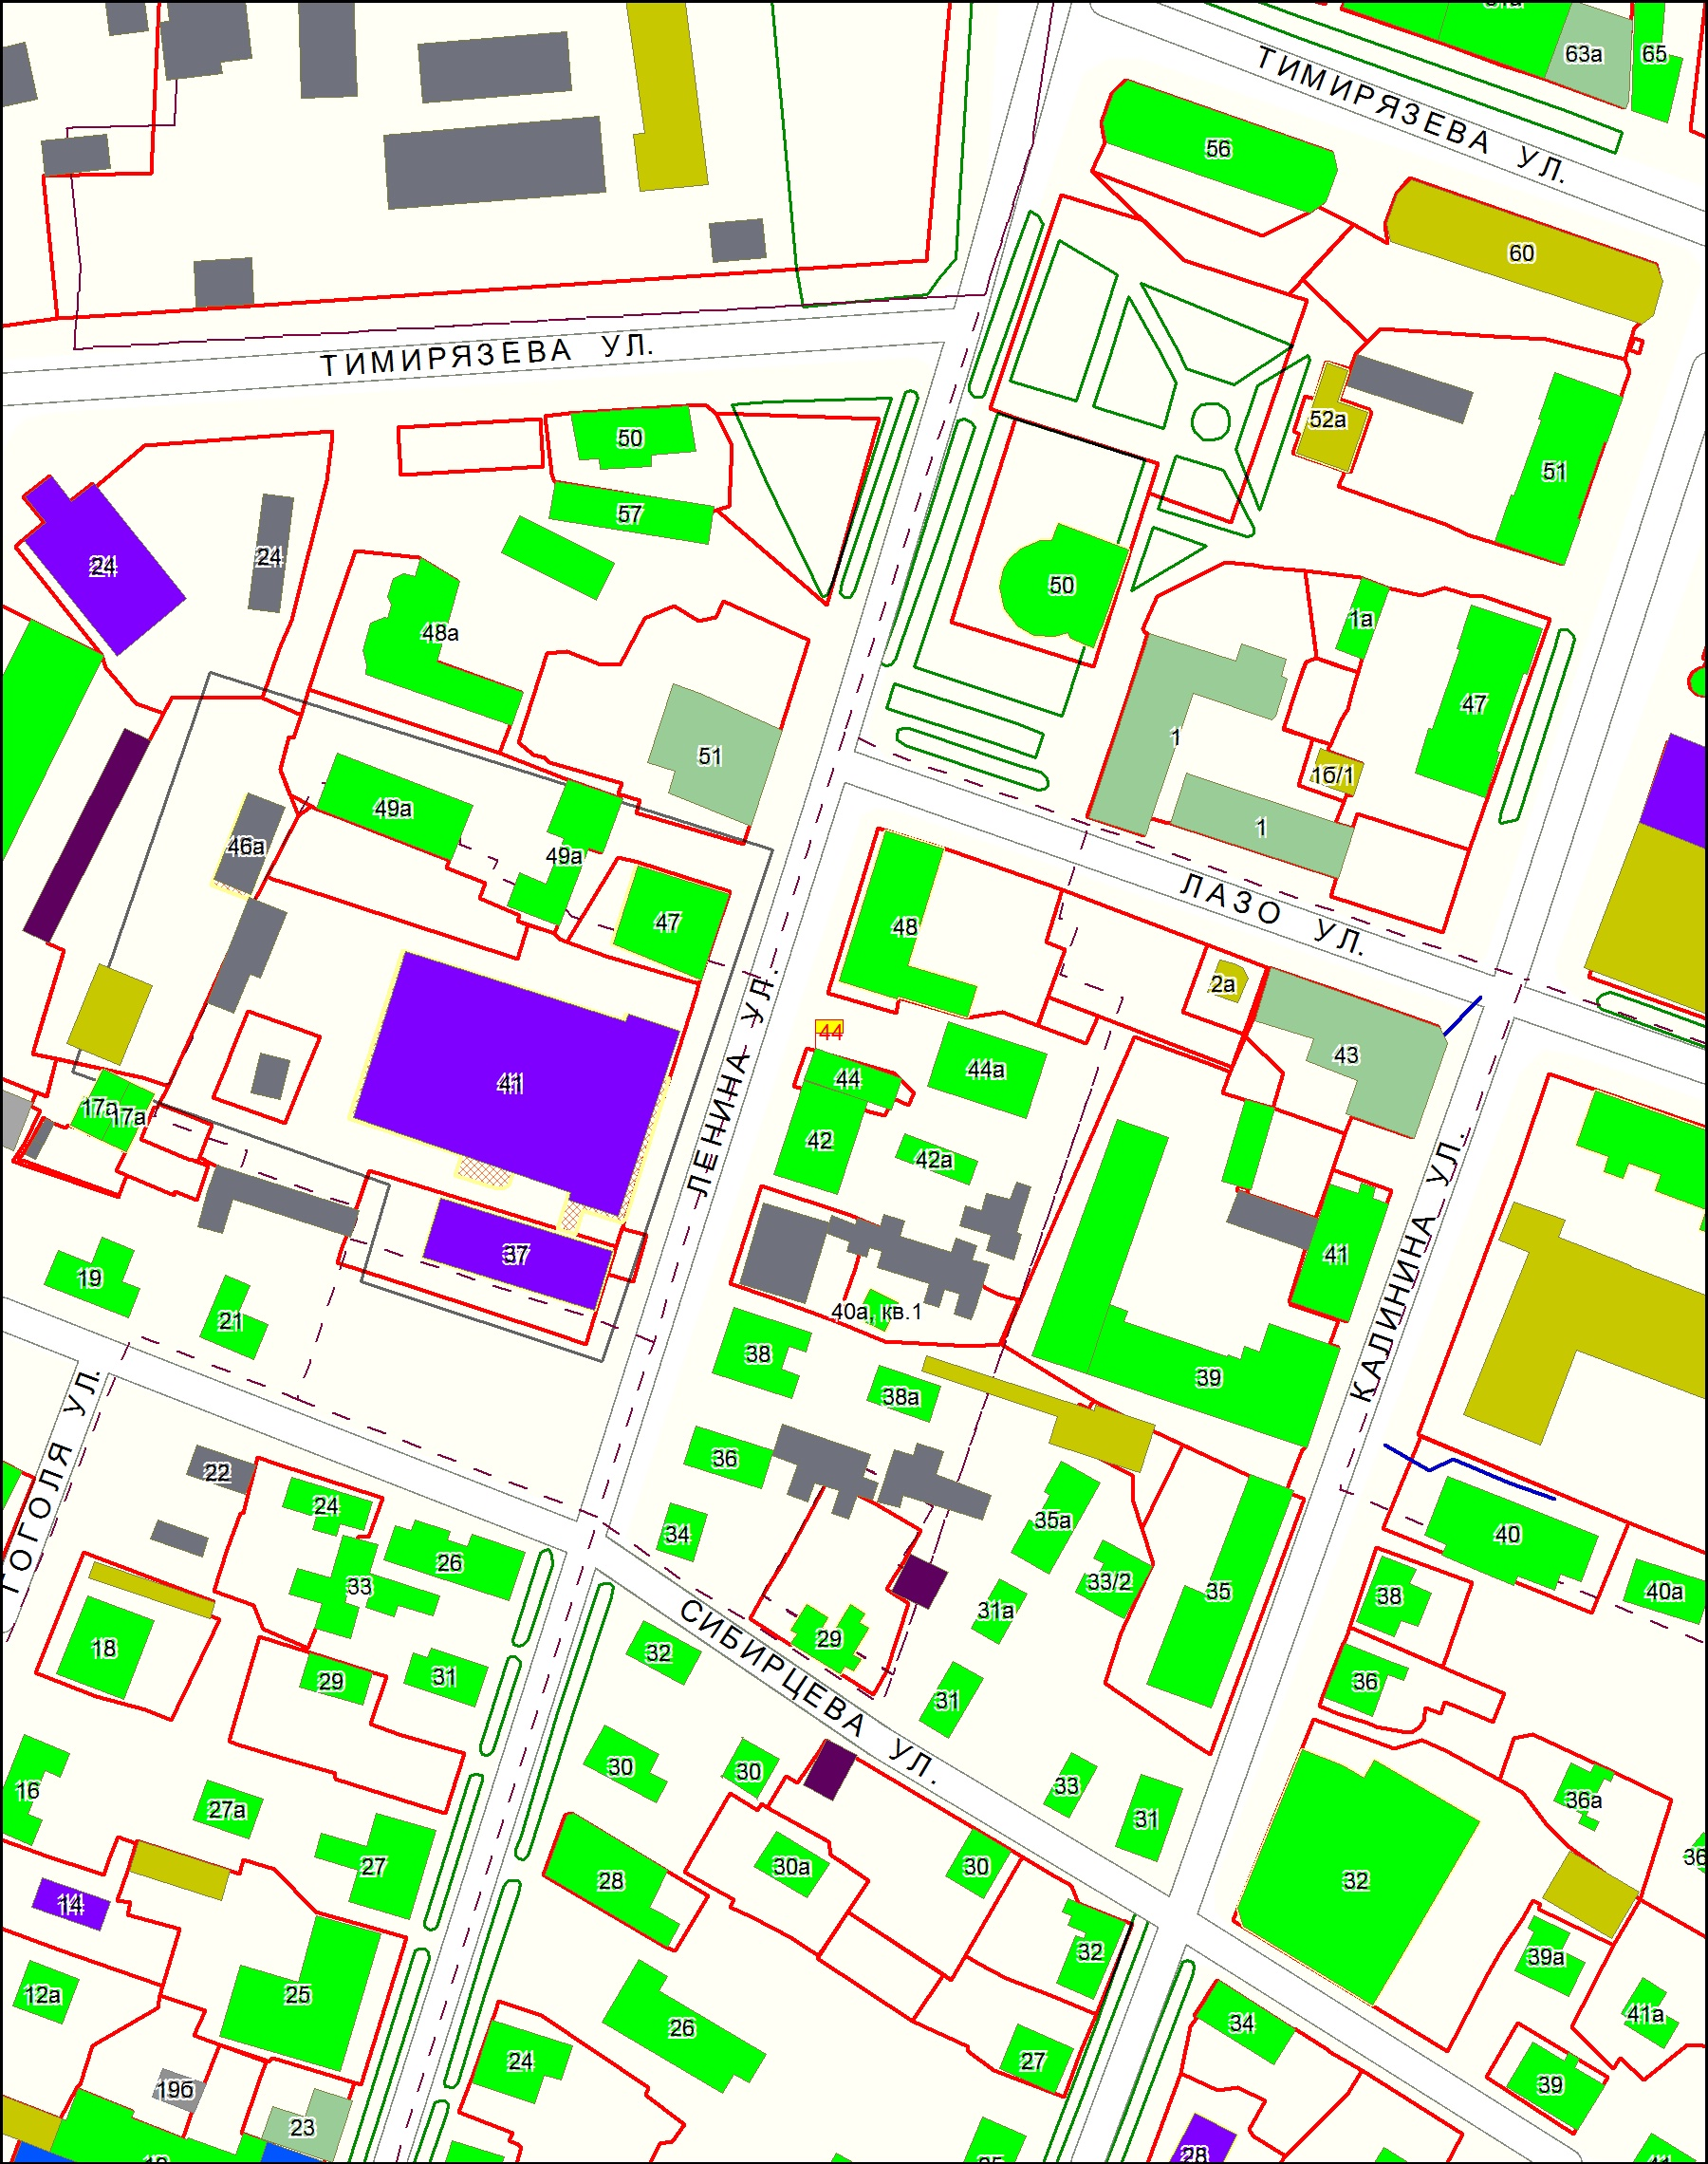 63а
65
ТИМИРЯЗЕВА УЛ.
56
60
ТИМИРЯЗЕВА УЛ.
52а
50
51
57
24
24
50
1а
48а
47
51
1
1б/1
49а
1
46а
49а
ЛАЗО УЛ.
47
48
2а
44
43
44а
41
44
17а
17а
42
42а
ЛЕНИНА УЛ.
КАЛИНИНА УЛ.
41
37
19
21
40а, кв.1
38
39
38а
ГОГОЛЯ УЛ.
36
22
24
34
35а
40
26
33
33/2
35
40а
38
31а
СИБИРЦЕВА УЛ.
29
18
32
31
29
36
31
30
30
33
16
36а
27а
31
36
27
30а
30
28
32
14
32
39а
25
12а
41а
26
34
24
27
39
19б
23
28